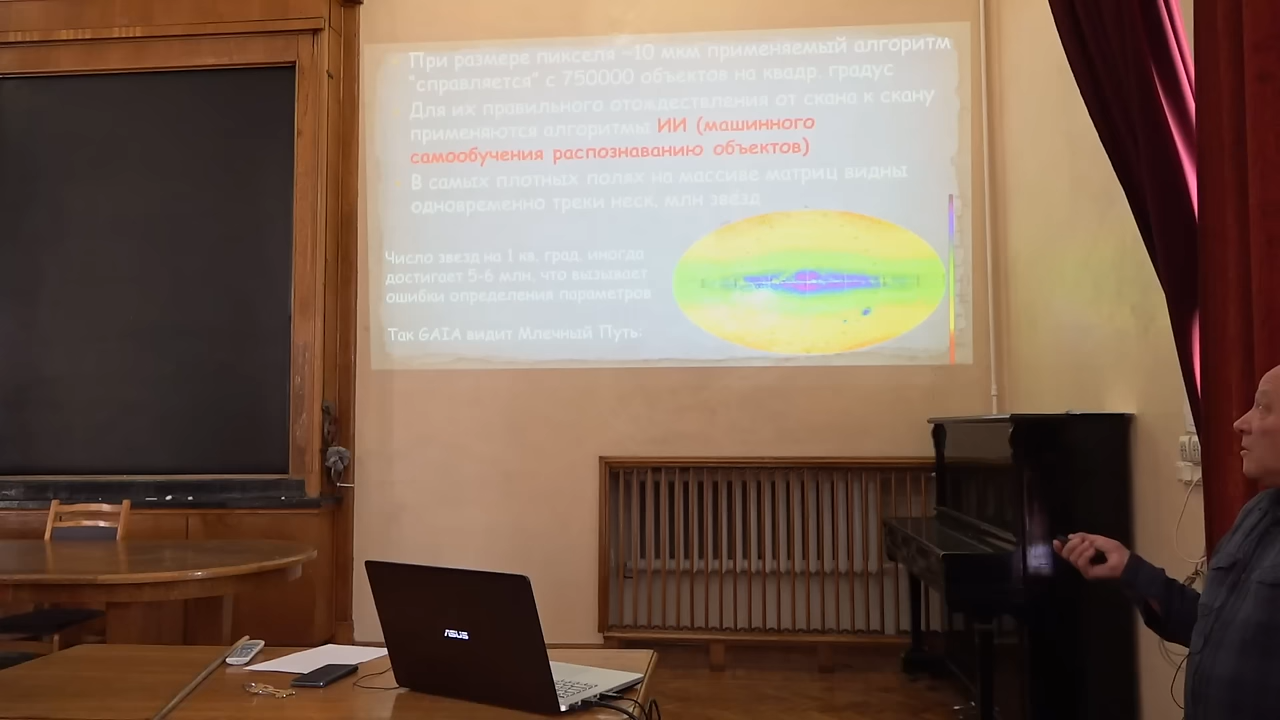 При размере пикселя ~10 мкм применяемый алгоритм
"справляется" с 750000 объектов на квадр. градус
Для их правильного отождествления от скана к скану
применяются алгоритмы ИИ (машинного
самообучения распознаванию объектов)
В самых плотных полях на массиве матриц видны
одновременно треки неск. млн звёзд
Число звезд на 1 кв. град. иногда
достигает 5-6 млн. что вызывает
ошибки определения параметров
Так GAIA видит Млечный Путь:
ASUS